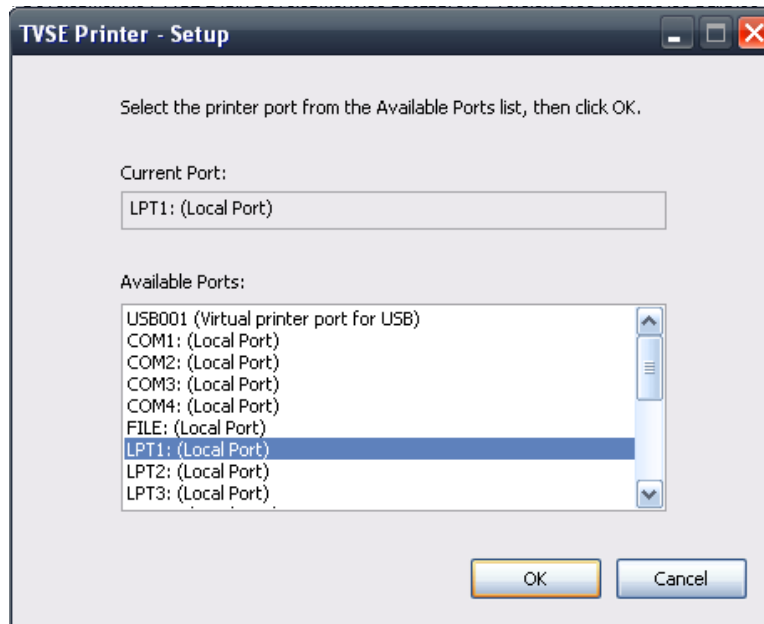 TVSE Printer - Setup
Select the printer port from the Available Ports list, then click OK.
Current Port:
LPT1: (Local Port)
Available Ports:
USB001 (Virtual printer port for USB)
COM1: (Local Port)
COM2: (Local Port)
COM3: (Local Port)
COM4: (Local Port)
FILE: (Local Port)
LPT1: (Local Port)
LPT2: (Local Port)
LPT3: (Local Port)
OK Cancel